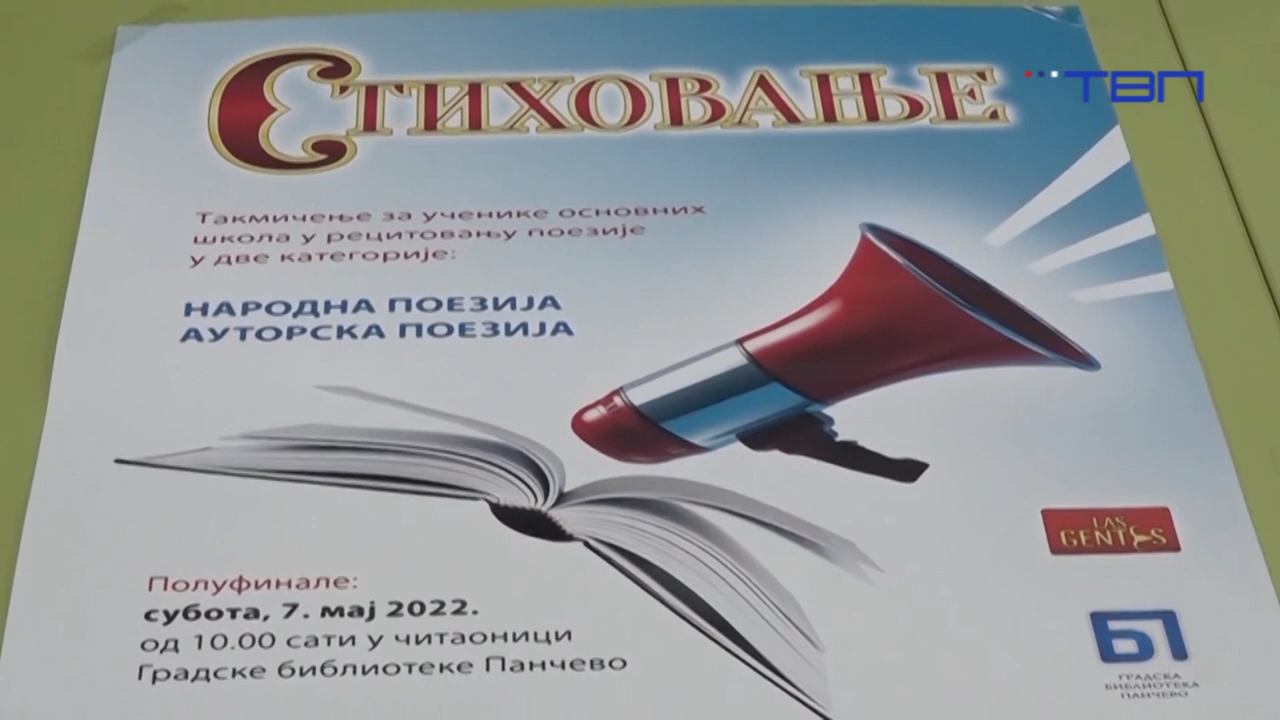 Стиховање
ТВП
Такмичење за ученике основних
школа у рецитовању поезије
у две категорије:
НАРОДНА ПОЕЗИЈА
АУТОРСКА ПОЕЗИЈА
LAS
GENTES
Полуфинале:
субота, 7. мај 2022.
од 10.00 сати у читаоници
Градске библиотеке Панчево
БП
ГРАДСКА
БИБЛИОТЕКА
ПАНЧЕВО